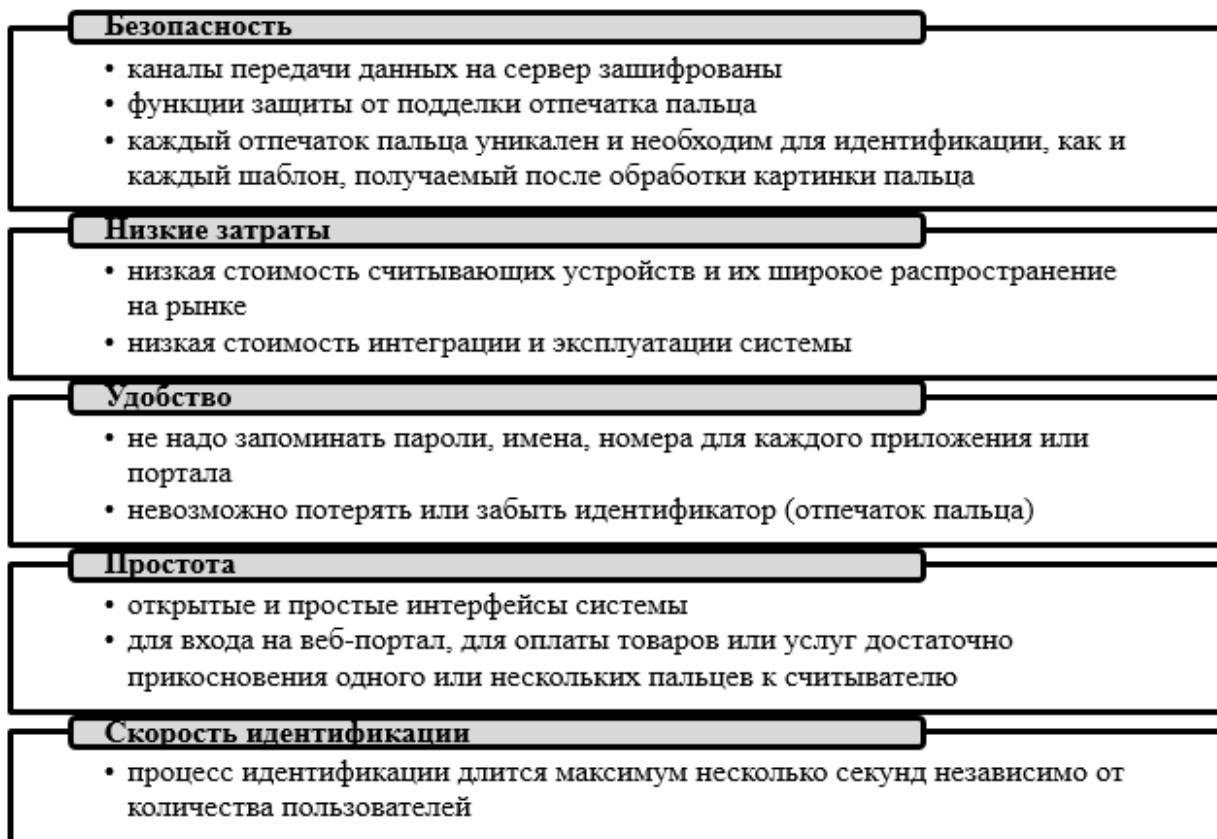 Безопасность
• каналы передачи данных на сервер зашифрованы
• функции защиты от подделки отпечатка пальца
• каждый отпечаток пальца уникален и необходим для идентификации, как и
каждый шаблон, получаемый после обработки картинки пальца
Низкие затраты
• низкая стоимость считывающих устройств и их широкое распространение
на рынке
• низкая стоимость интеграции и эксплуатации системы
Удобство
• не надо запоминать пароли, имена, номера для каждого приложения или
портала
• невозможно потерять или забыть идентификатор (отпечаток пальца)
Простота
• открытые и простые интерфейсы системы
• для входа на веб-портал, для оплаты товаров или услуг достаточно
прикосновения одного или нескольких пальцев к считывателю
Скорость идентификации
• процесс идентификации длится максимум несколько секунд независимо от
количества пользователей